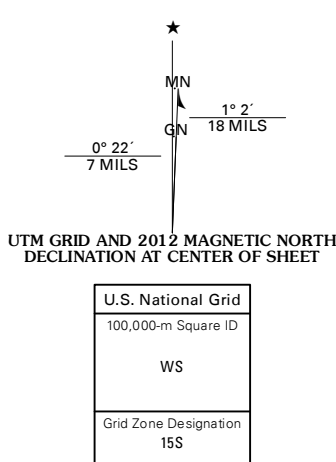 ★
MN
1° 2´
18 MILS
GN
0° 22´
7 MILS
UTM GRID AND 2012 MAGNETIC NORTH
DECLINATION AT CENTER OF SHEET
U.S. National Grid
100,000-m Square ID
WS
Grid Zone Designation
15S